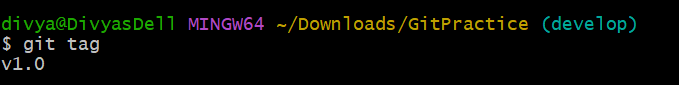 divya@DivyasDell MINGW64 ~/Downloads/GitPractice (develop)
$ git tag
v1.0